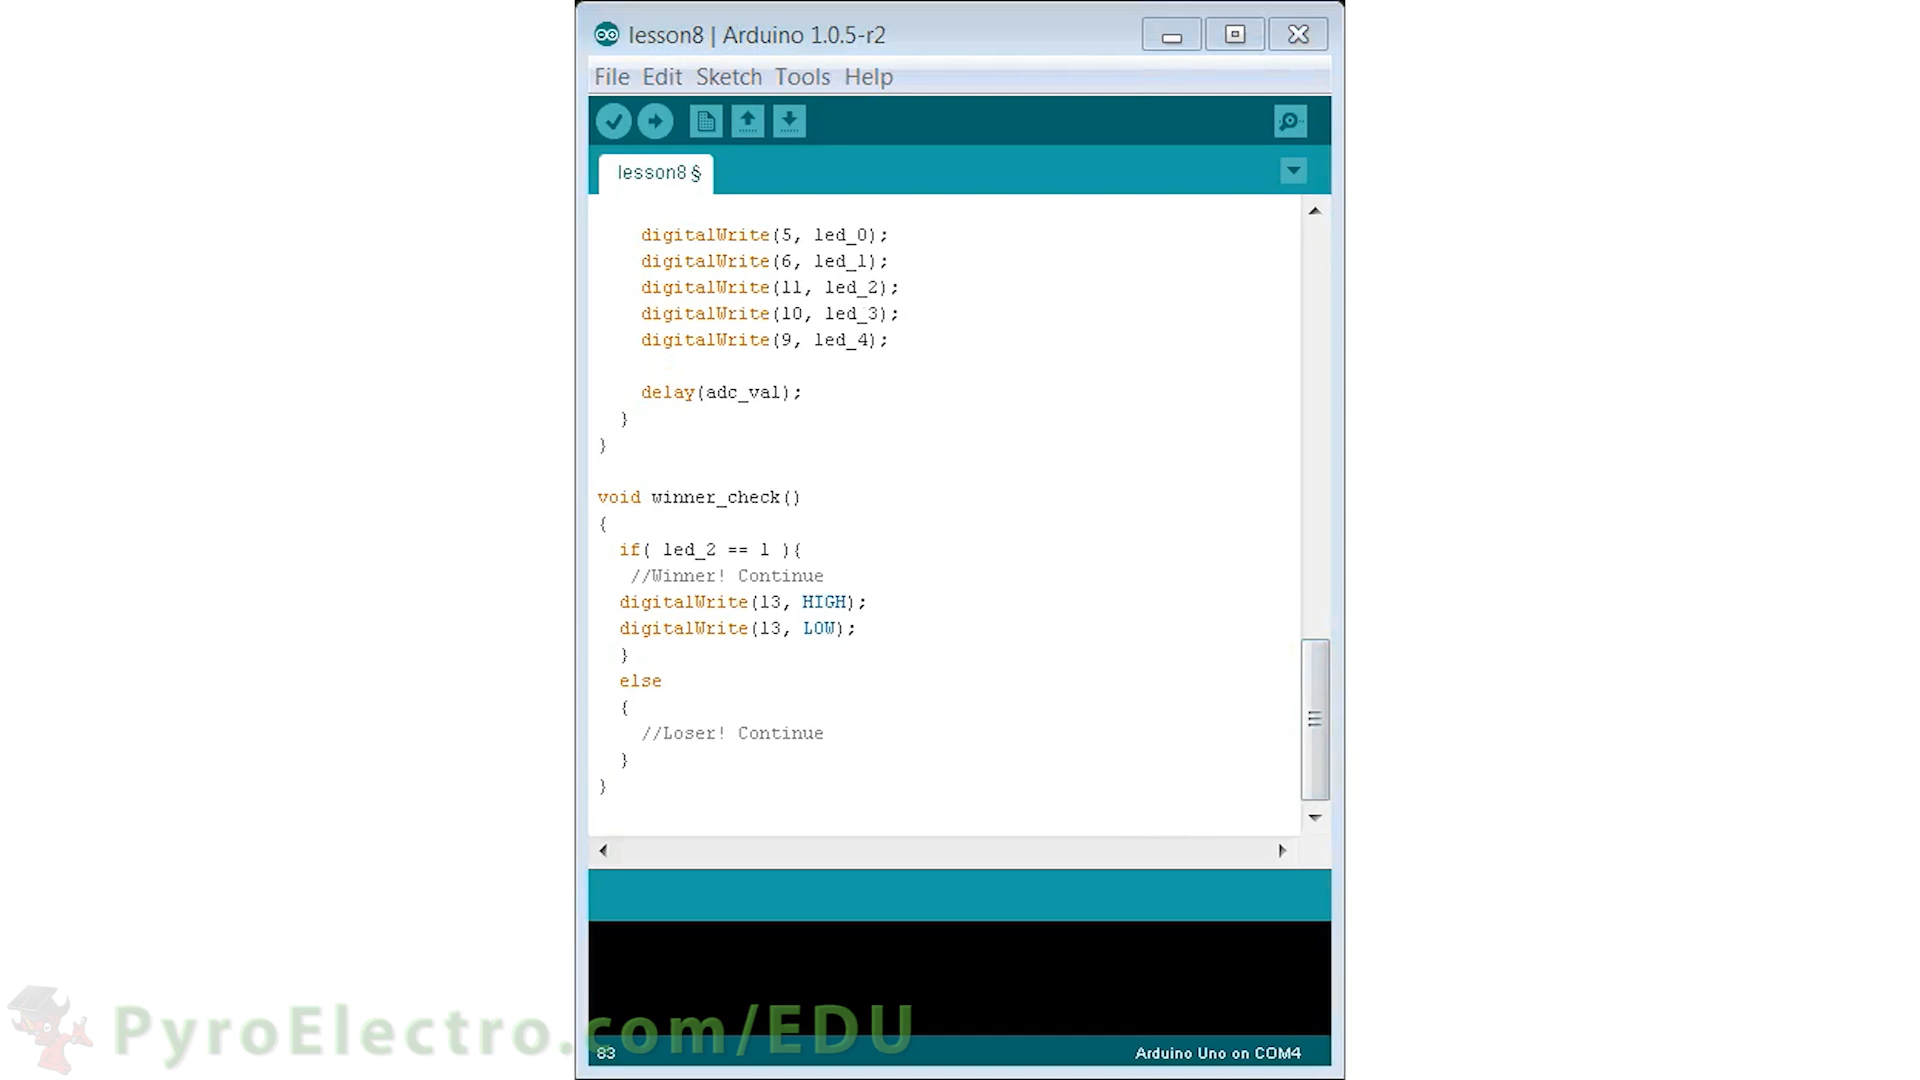 lesson8 | Arduino 1.0.5-r2
File Edit Sketch Tools Help
lesson8 §
digitalWrite(5, led_0);
digitalWrite(6, led_1);
digitalWrite(11, led_2);
digitalWrite(10, led_3);
digitalWrite(9, led_4);
delay(adc_val);
}
}
void winner_check()
{
if( led_2 == 1 ){
//Winner! Continue
digitalWrite(13, HIGH);
digitalWrite(13, LOW);
}
else
{
//Loser! Continue
}
}
PyroElectro.com/EDU
83
Arduino Uno on COM4